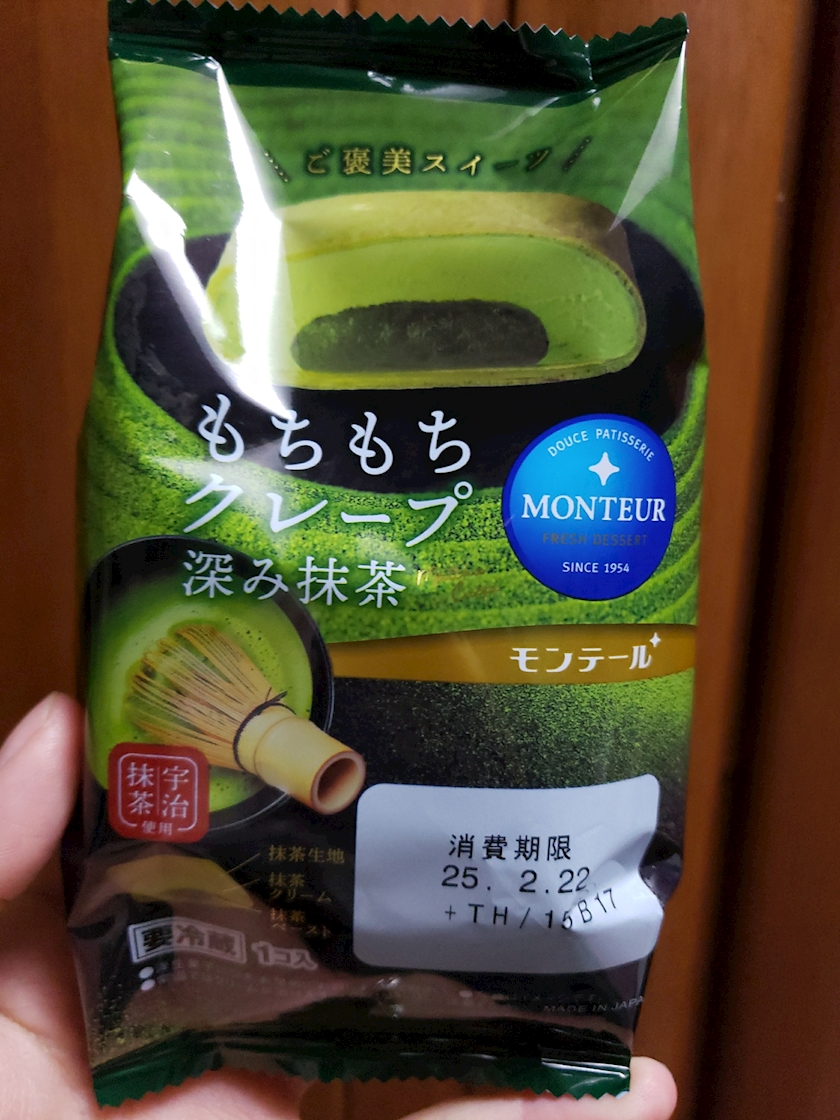 ご褒美スイーツ
もちもち
クレープ
深み抹茶
DOUCE PATISSERIE
MONTEUR
FRESH DESSERT
SINCE 1954
モンテール
宇治
抹茶
使用
抹茶生地
抹茶
クリーム
抹茶
ペースト
消費期限
25. 2.22
+TH/15B17
要冷蔵 1コ入
MADE IN JAPA